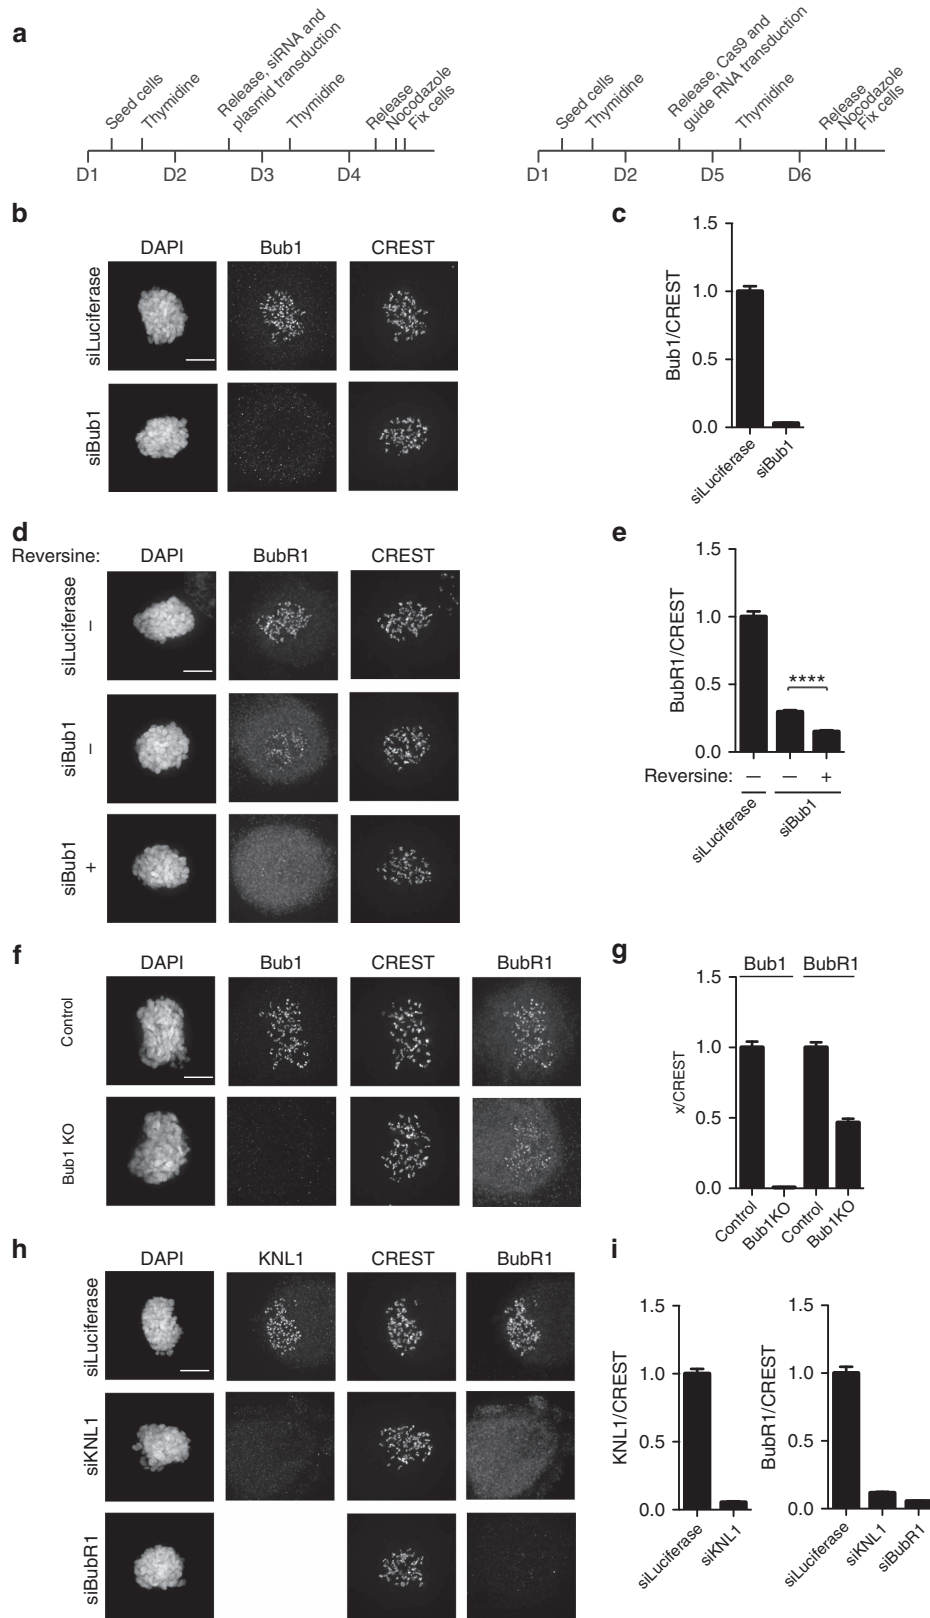 a
Seed cells
Thymidine
Release, siRNA and
plasmid transduction
Thymidine
Release
Nocodazole
Fix cells
D1
D2
D3
D4
Seed cells
Thymidine
Release, Cas9 and
guide RNA transduction
Thymidine
Release
Nocodazole
Fix cells
D1
D2
D5
D6
b
DAPI
Bub1
CREST
siLuciferase
siBub1
c
Bub1/CREST
1.5
1.0
0.5
0.0
siLuciferase
siBub1
d
Reversine:
DAPI
BubR1
CREST
siLuciferase
–
siBub1
–
siBub1
+
e
BubR1/CREST
1.5
1.0
0.5
0.0
****
Reversine: – – +
siLuciferase
siBub1
f
DAPI
Bub1
CREST
BubR1
Control
Bub1 KO
g
Bub1
BubR1
x/CREST
1.5
1.0
0.5
0.0
Control
Bub1KO
Control
Bub1KO
h
DAPI
KNL1
CREST
BubR1
siLuciferase
siKNL1
siBubR1
i
KNL1/CREST
1.5
1.0
0.5
0.0
siLuciferase
siKNL1
BubR1/CREST
1.5
1.0
0.5
0.0
siLuciferase
siKNL1
siBubR1